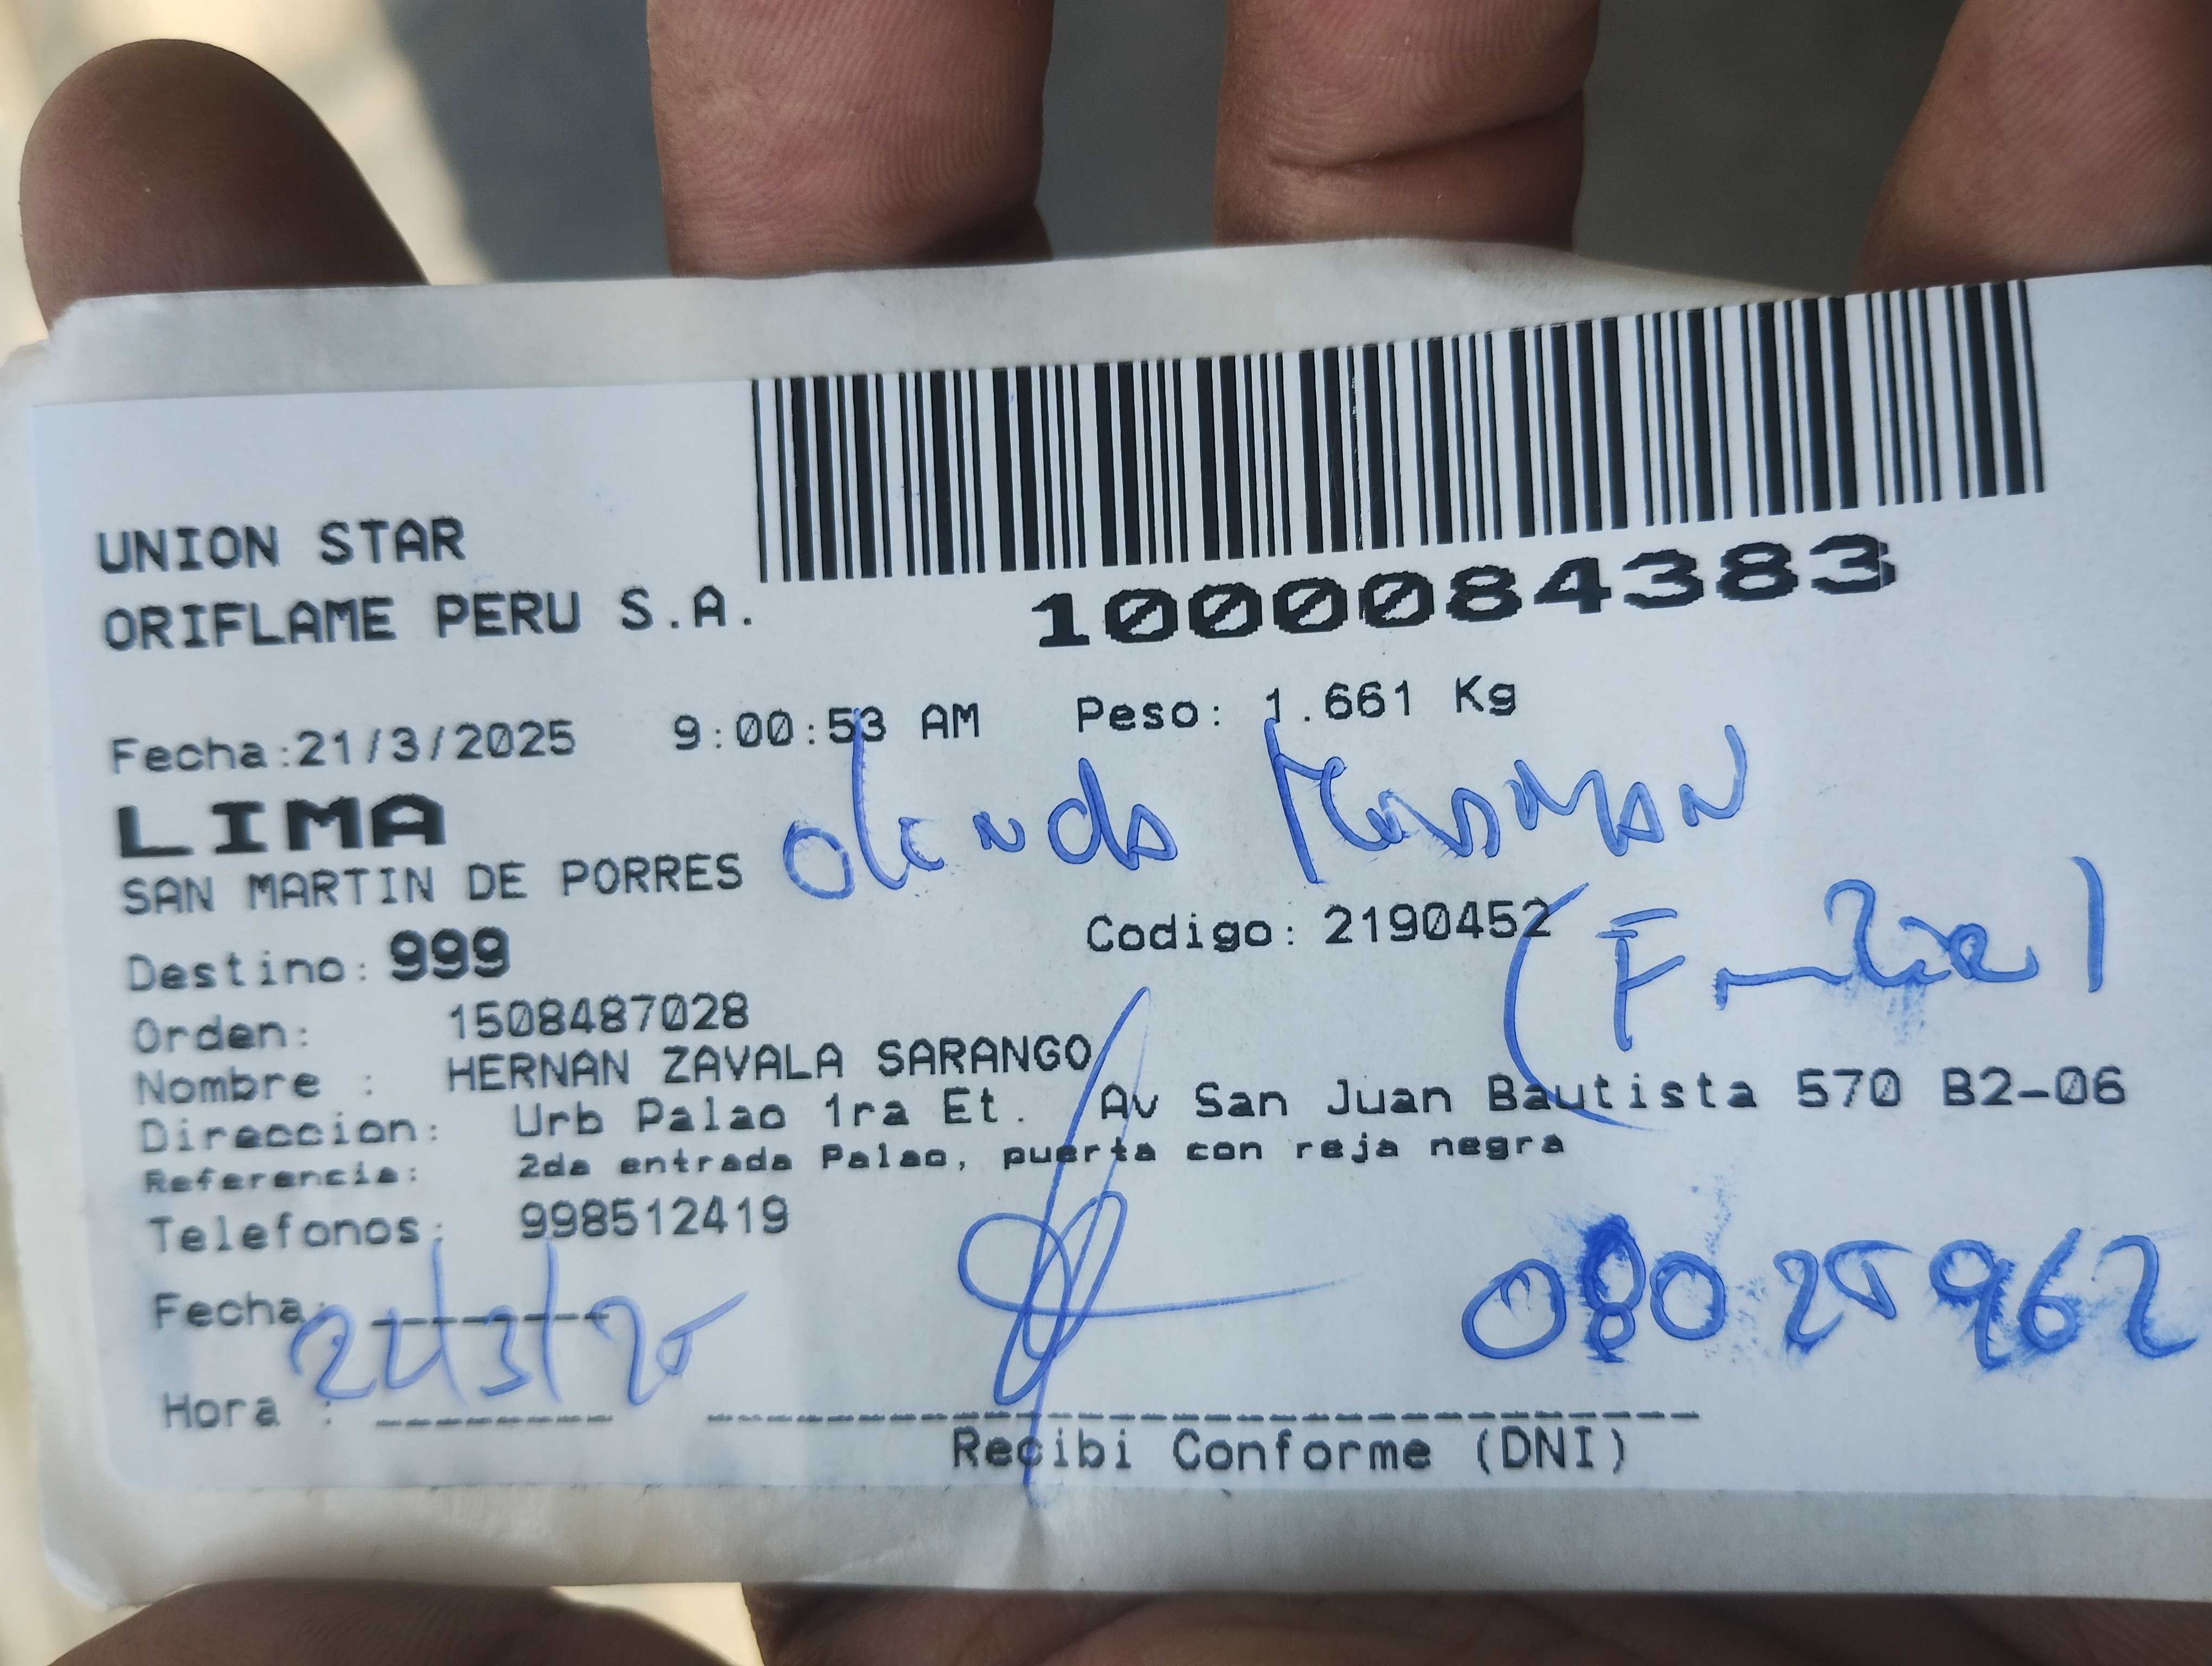 UNION STAR
ORIFLAME PERU S.A.
1000084383
Fecha:21/3/2025 9:00:53 AM Peso: 1.661 Kg
LIMA
SAN MARTIN DE PORRES
Destino: 999 Codigo: 2190452
Orden: 1508487028
Nombre : HERNAN ZAVALA SARANGO
Direccion: Urb Palao 1ra Et. Av San Juan Bautista 570 B2-06
Referencia: 2da entrada Palao, puerta con reja negra
Telefonos: 998512419
Fecha:
08025962
Hora :
Recibi Conforme (DNI)